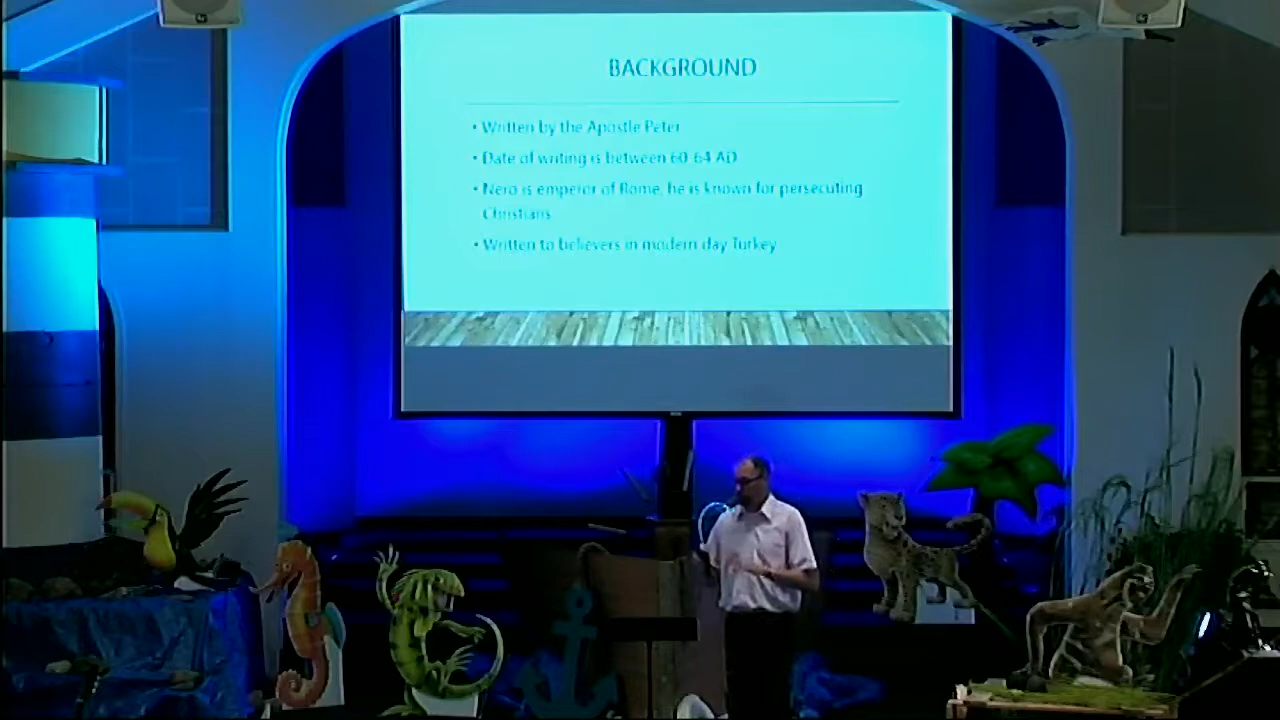 BACKGROUND
• Written by the Apostle Peter
• Date of writing is between 60-64 AD
• Nero is emperor of Rome, he is known for persecuting
Christians
• Written to believers in modern day Turkey